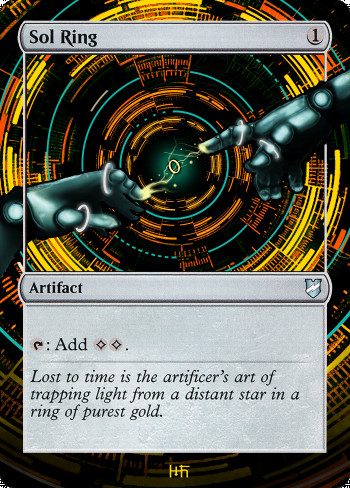 Sol Ring 1
Artifact
: Add .
Lost to time is the artificer's art of
trapping light from a distant star in a
ring of purest gold.